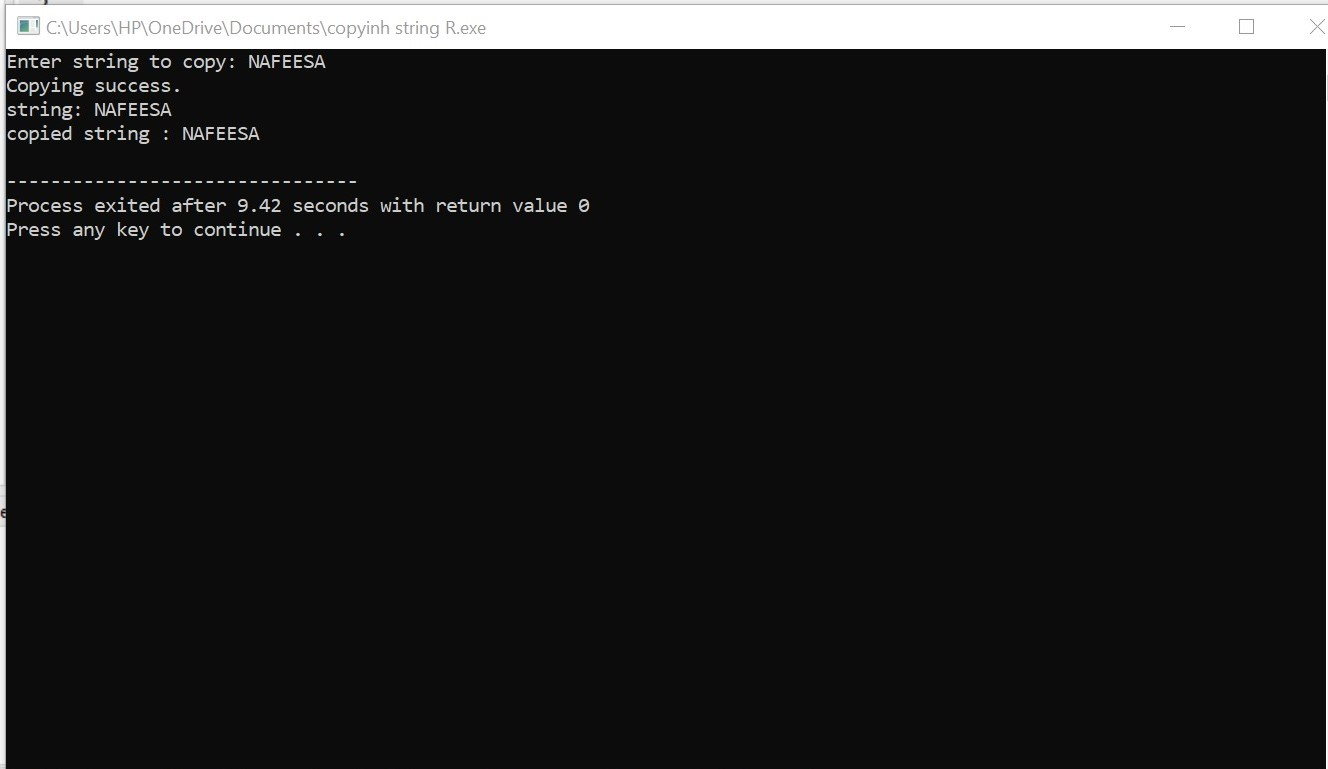 C:\Users\HP\OneDrive\Documents\copyinh string R.exe
Enter string to copy: NAFEESA
Copying success.
string: NAFEESA
copied string : NAFEESA
--------------------------------
Process exited after 9.42 seconds with return value 0
Press any key to continue . . .